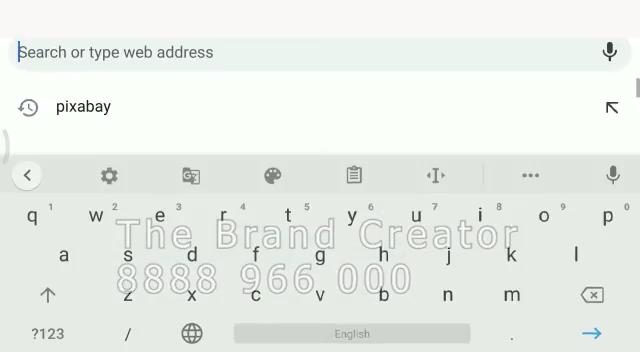 Search or type web address
pixabay
q 1 w 2 e 3 r 4 t 5 y 6 u 7 i 8 o 9 p 0
The Brand Creator
a s d f g h j k l
8888 966 000
z x c v b n m
?123 / English .